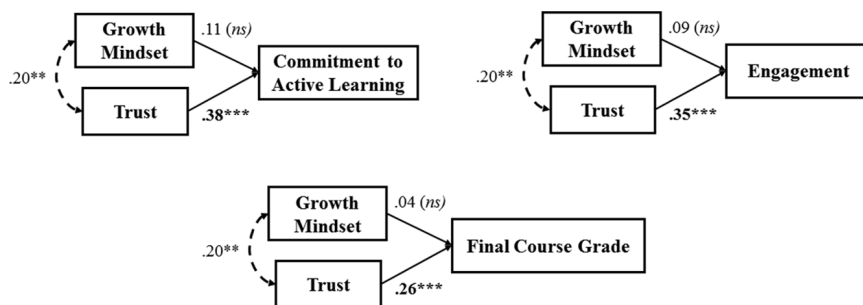 Growth
Mindset
.11 (ns)
.20**
Commitment to
Active Learning
Trust
.38***
Growth
Mindset
.09 (ns)
.20**
Engagement
Trust
.35***
Growth
Mindset
.04 (ns)
.20**
Final Course Grade
Trust
.26***